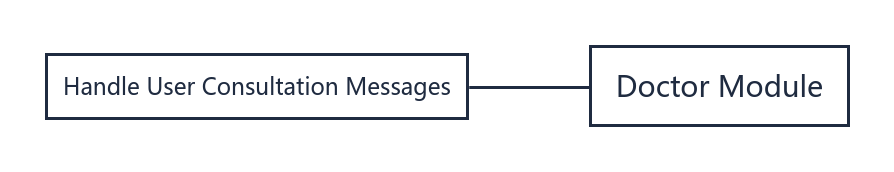 Handle User Consultation Messages
Doctor Module